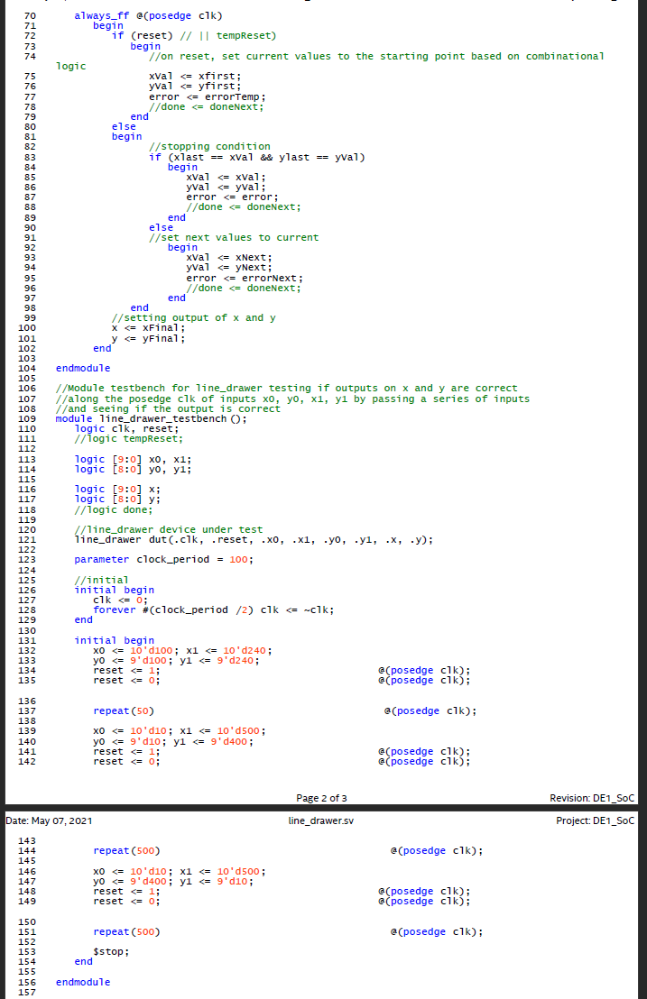 70 always_ff @(posedge clk)
71 begin
72 if (reset) // || tempReset)
73 begin
74 //on reset, set current values to the starting point based on combinational
logic
75 xVal <= xfirst;
76 yVal <= yfirst;
77 error <= errorTemp;
78 //done <= doneNext;
79 end
80 else
81 begin
82 //stopping condition
83 if (xlast == xVal && ylast == yVal)
84 begin
85 xVal <= xVal;
86 yVal <= yVal;
87 error <= error;
88 //done <= doneNext;
89 end
90 else
91 //set next values to current
92 begin
93 xVal <= xNext;
94 yVal <= yNext;
95 error <= errorNext;
96 //done <= doneNext;
97 end
98 end
99 //setting output of x and y
100 x <= xFinal;
101 y <= yFinal;
102 end
103
104 endmodule
105
106 //Module testbench for line_drawer testing if outputs on x and y are correct
107 //along the posedge clk of inputs x0, y0, x1, y1 by passing a series of inputs
108 //and seeing if the output is correct
109 module line_drawer_testbench ();
110 logic clk, reset;
111 //logic tempReset;
112
113 logic [9:0] x0, x1;
114 logic [8:0] y0, y1;
115
116 logic [9:0] x;
117 logic [8:0] y;
118 //logic done;
119
120 //line_drawer device under test
121 line_drawer dut(.clk, .reset, .x0, .x1, .y0, .y1, .x, .y);
122
123 parameter clock_period = 100;
124
125 //initial
126 initial begin
127 clk <= 0;
128 forever #(clock_period /2) clk <= ~clk;
129 end
130
131 initial begin
132 x0 <= 10'd100; x1 <= 10'd240;
133 y0 <= 9'd100; y1 <= 9'd240;
134 reset <= 1; @(posedge clk);
135 reset <= 0; @(posedge clk);
136
137 repeat(50) @(posedge clk);
138
139 x0 <= 10'd10; x1 <= 10'd500;
140 y0 <= 9'd10; y1 <= 9'd400;
141 reset <= 1; @(posedge clk);
142 reset <= 0; @(posedge clk);
Page 2 of 3 Revision: DE1_SoC
Date: May 07, 2021 line_drawer.sv Project: DE1_SoC
143
144 repeat(500) @(posedge clk);
145
146 x0 <= 10'd10; x1 <= 10'd500;
147 y0 <= 9'd400; y1 <= 9'd10;
148 reset <= 1; @(posedge clk);
149 reset <= 0; @(posedge clk);
150
151 repeat(500) @(posedge clk);
152
153 $stop;
154 end
155
156 endmodule
157